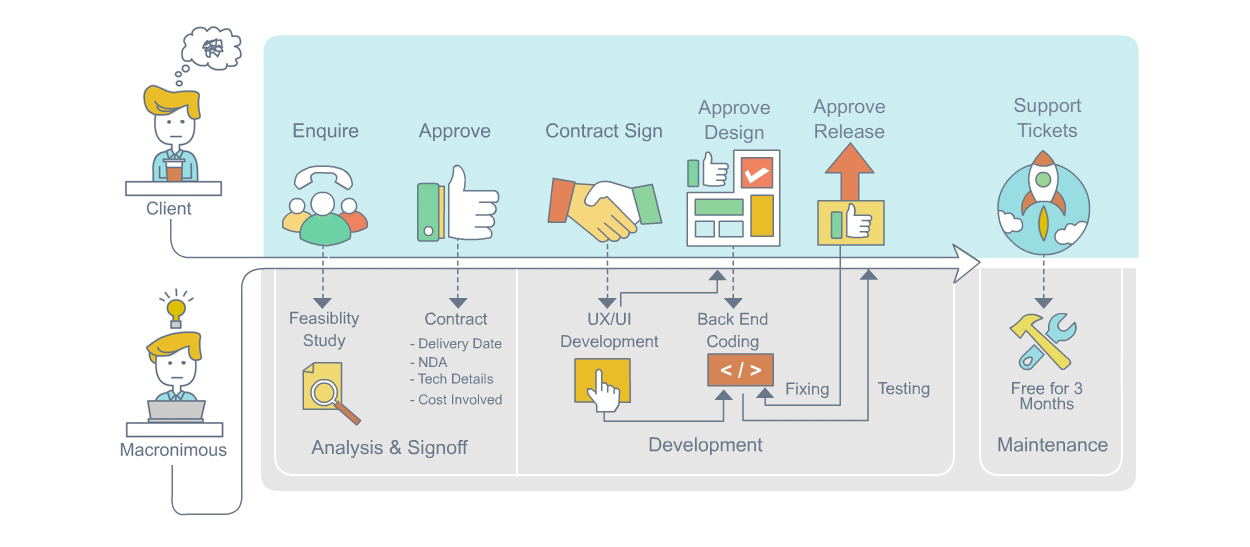 Enquire
Approve
Contract Sign
Approve
Design
Approve
Release
Support
Tickets
Client
Feasiblity
Study
Contract
- Delivery Date
- NDA
- Tech Details
- Cost Involved
UX/UI
Development
Back End
Coding
< / >
Fixing
Testing
Free for 3
Months
Macronimous
Analysis & Signoff
Development
Maintenance